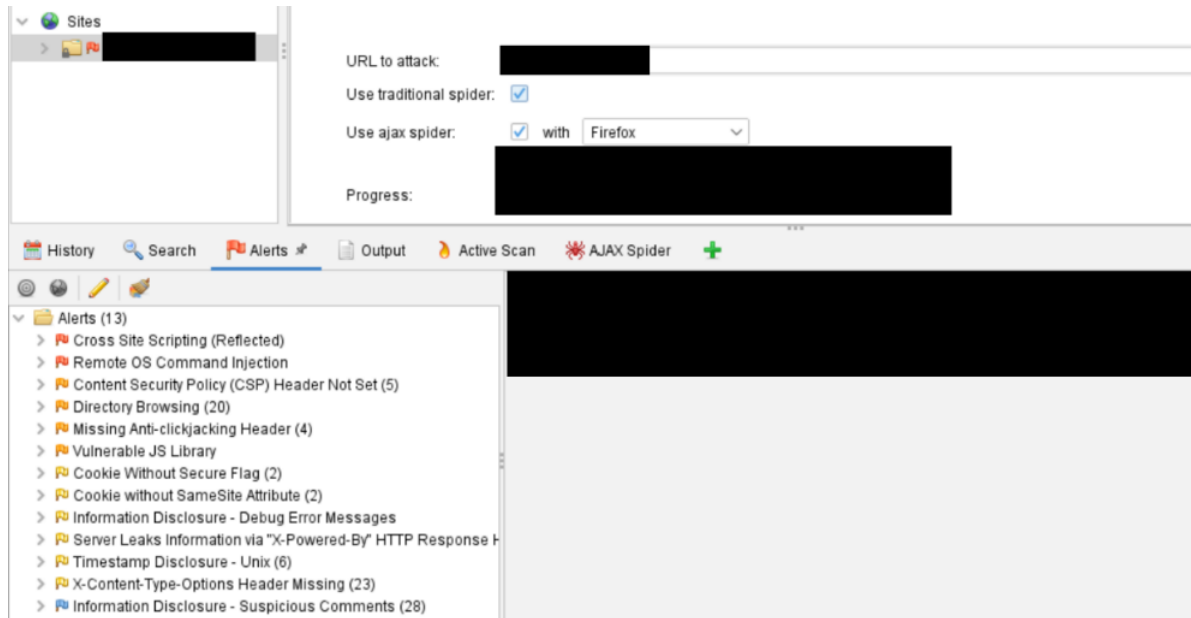 Sites
URL to attack:
Use traditional spider:
Use ajax spider: with Firefox
Progress:
History Search Alerts Output Active Scan AJAX Spider
Alerts (13)
Cross Site Scripting (Reflected)
Remote OS Command Injection
Content Security Policy (CSP) Header Not Set (5)
Directory Browsing (20)
Missing Anti-clickjacking Header (4)
Vulnerable JS Library
Cookie Without Secure Flag (2)
Cookie without SameSite Attribute (2)
Information Disclosure - Debug Error Messages
Server Leaks Information via "X-Powered-By" HTTP Response H
Timestamp Disclosure - Unix (6)
X-Content-Type-Options Header Missing (23)
Information Disclosure - Suspicious Comments (28)